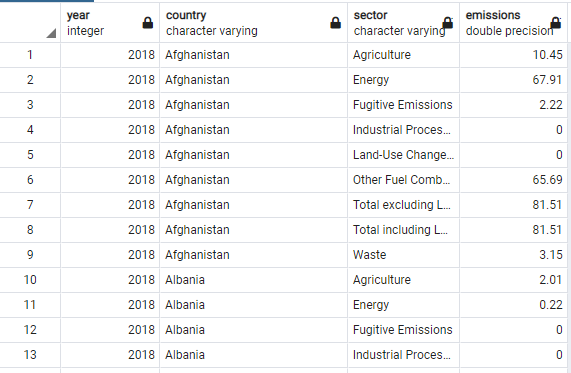 year country sector emissions
integer character varying character varying double precision
1 2018 Afghanistan Agriculture 10.45
2 2018 Afghanistan Energy 67.91
3 2018 Afghanistan Fugitive Emissions 2.22
4 2018 Afghanistan Industrial Proces... 0
5 2018 Afghanistan Land-Use Change... 0
6 2018 Afghanistan Other Fuel Comb... 65.69
7 2018 Afghanistan Total excluding L... 81.51
8 2018 Afghanistan Total including L... 81.51
9 2018 Afghanistan Waste 3.15
10 2018 Albania Agriculture 2.01
11 2018 Albania Energy 0.22
12 2018 Albania Fugitive Emissions 0
13 2018 Albania Industrial Proces... 0